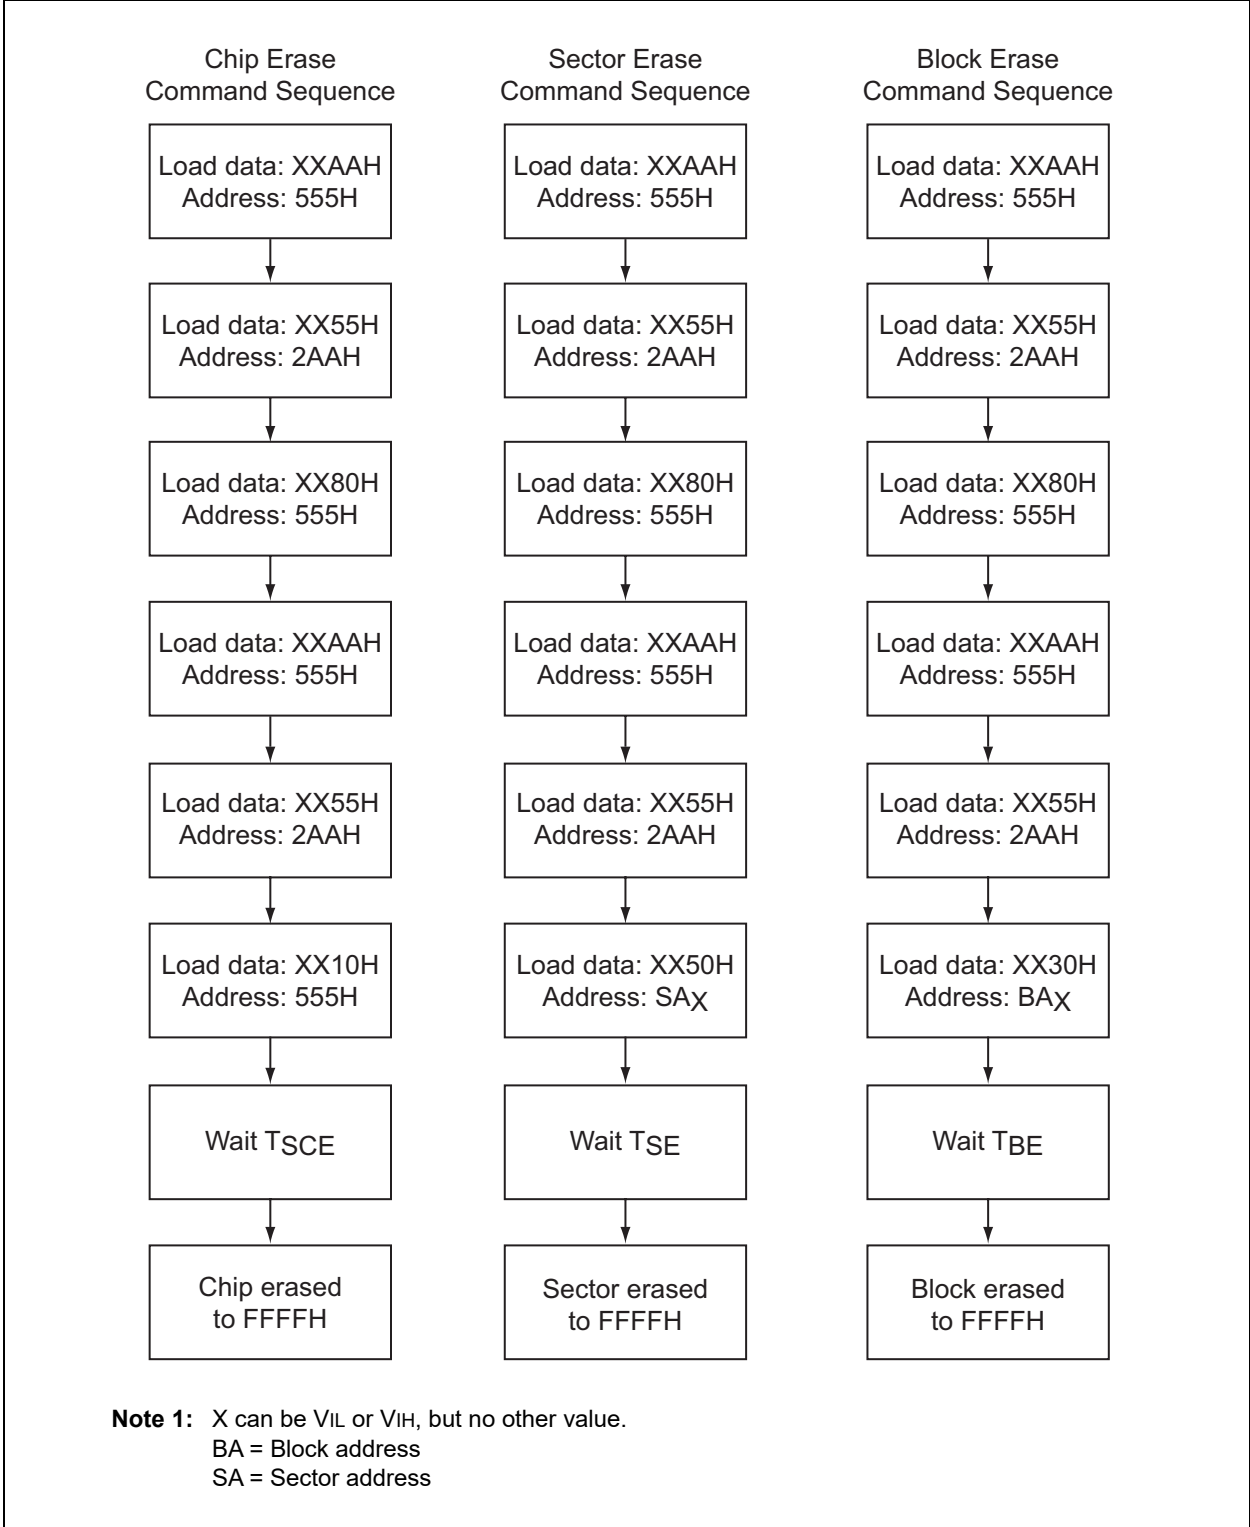 Chip Erase
Command Sequence
Load data: XXAAH
Address: 555H
Load data: XX55H
Address: 2AAH
Load data: XX80H
Address: 555H
Load data: XXAAH
Address: 555H
Load data: XX55H
Address: 2AAH
Load data: XX10H
Address: 555H
Wait TSCE
Chip erased
to FFFFH
Sector Erase
Command Sequence
Load data: XXAAH
Address: 555H
Load data: XX55H
Address: 2AAH
Load data: XX80H
Address: 555H
Load data: XXAAH
Address: 555H
Load data: XX55H
Address: 2AAH
Load data: XX50H
Address: SAX
Wait TSE
Sector erased
to FFFFH
Block Erase
Command Sequence
Load data: XXAAH
Address: 555H
Load data: XX55H
Address: 2AAH
Load data: XX80H
Address: 555H
Load data: XXAAH
Address: 555H
Load data: XX55H
Address: 2AAH
Load data: XX30H
Address: BAX
Wait TBE
Block erased
to FFFFH
Note 1: X can be VIL or VIH, but no other value.
BA = Block address
SA = Sector address